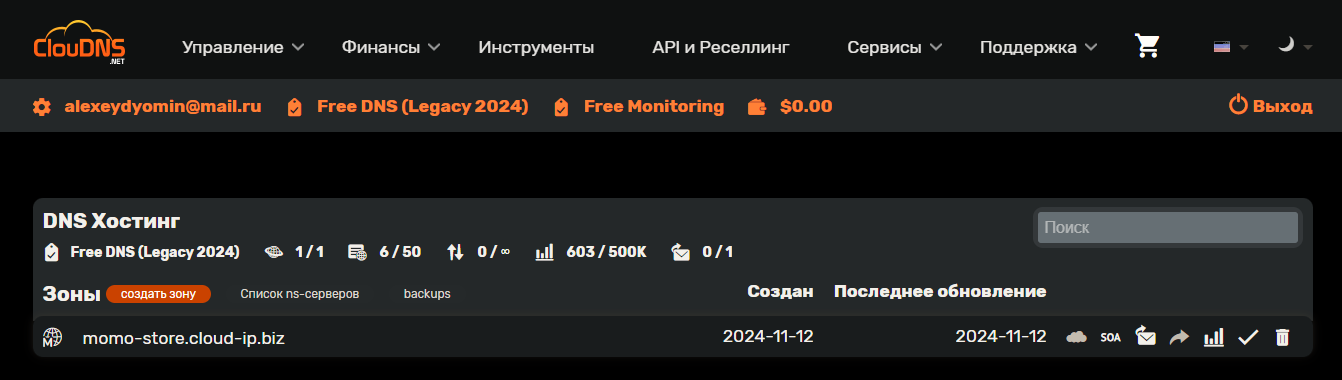 ClouDNS
.NET
Управление Финансы Инструменты API и Реселлинг Сервисы Поддержка
alexeydyomin@mail.ru Free DNS (Legacy 2024) Free Monitoring $0.00 Выход
DNS Хостинг
Поиск
Free DNS (Legacy 2024) 1 / 1 6 / 50 0 / ∞ 603 / 500K 0 / 1
Зоны создать зону Список ns-серверов backups Создан Последнее обновление
M momo-store.cloud-ip.biz 2024-11-12 2024-11-12 SOA